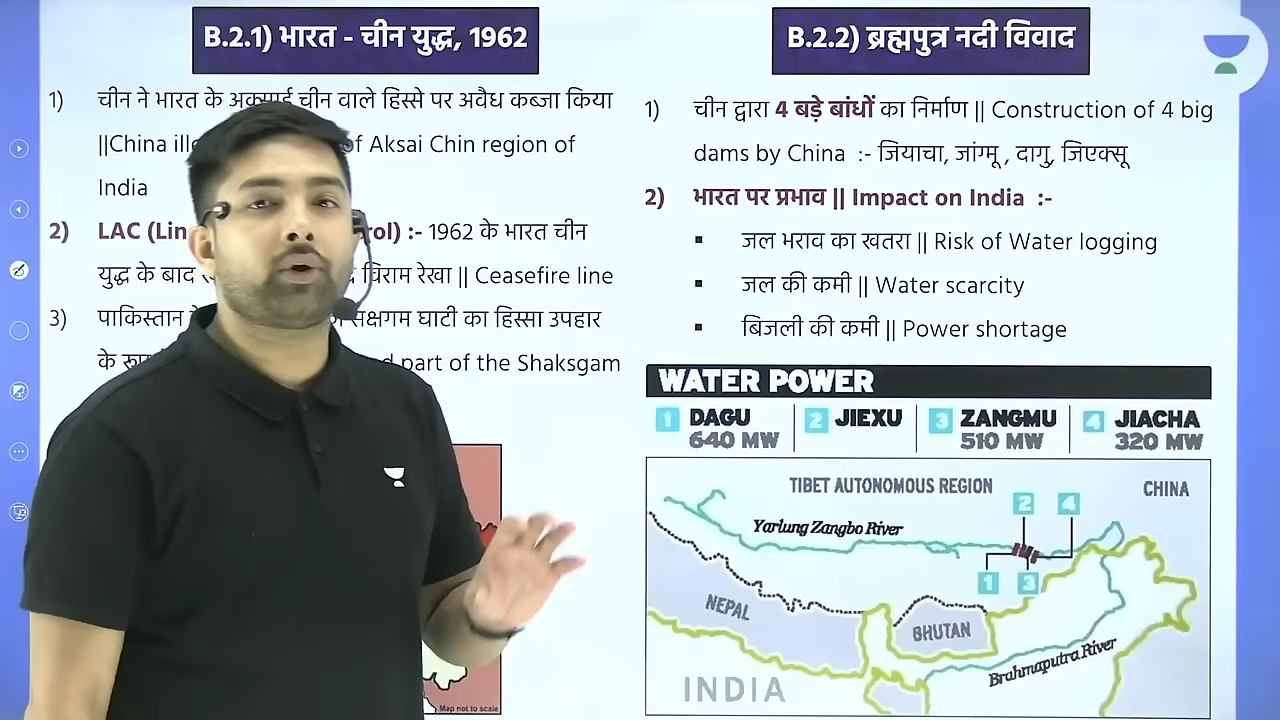 B.2.1) भारत - चीन युद्ध, 1962
1) चीन ने भारत के अक्साई चीन वाले हिस्से पर अवैध कब्जा किया
||China of Aksai Chin region of
India
2) LAC :- 1962 के भारत चीन
युद्ध के बाद विराम रेखा || Ceasefire line
3) पाकिस्तान सक्षगम घाटी का हिस्सा उपहार
के part of the Shaksgam
Map not to scale
B.2.2) ब्रह्मपुत्र नदी विवाद
1) चीन द्वारा 4 बड़े बांधों का निर्माण || Construction of 4 big
dams by China :- जियाचा, जांग्मू , दागु, जिएक्सू
2) भारत पर प्रभाव || Impact on India :-
▪ जल भराव का खतरा || Risk of Water logging
▪ जल की कमी || Water scarcity
▪ बिजली की कमी || Power shortage
WATER POWER
1 DAGU 2 JIEXU 3 ZANGMU 4 JIACHA
640 MW 510 MW 320 MW
TIBET AUTONOMOUS REGION CHINA
2 4
Yarlung Zangbo River
1 3
NEPAL
BHUTAN
Brahmaputra River
INDIA